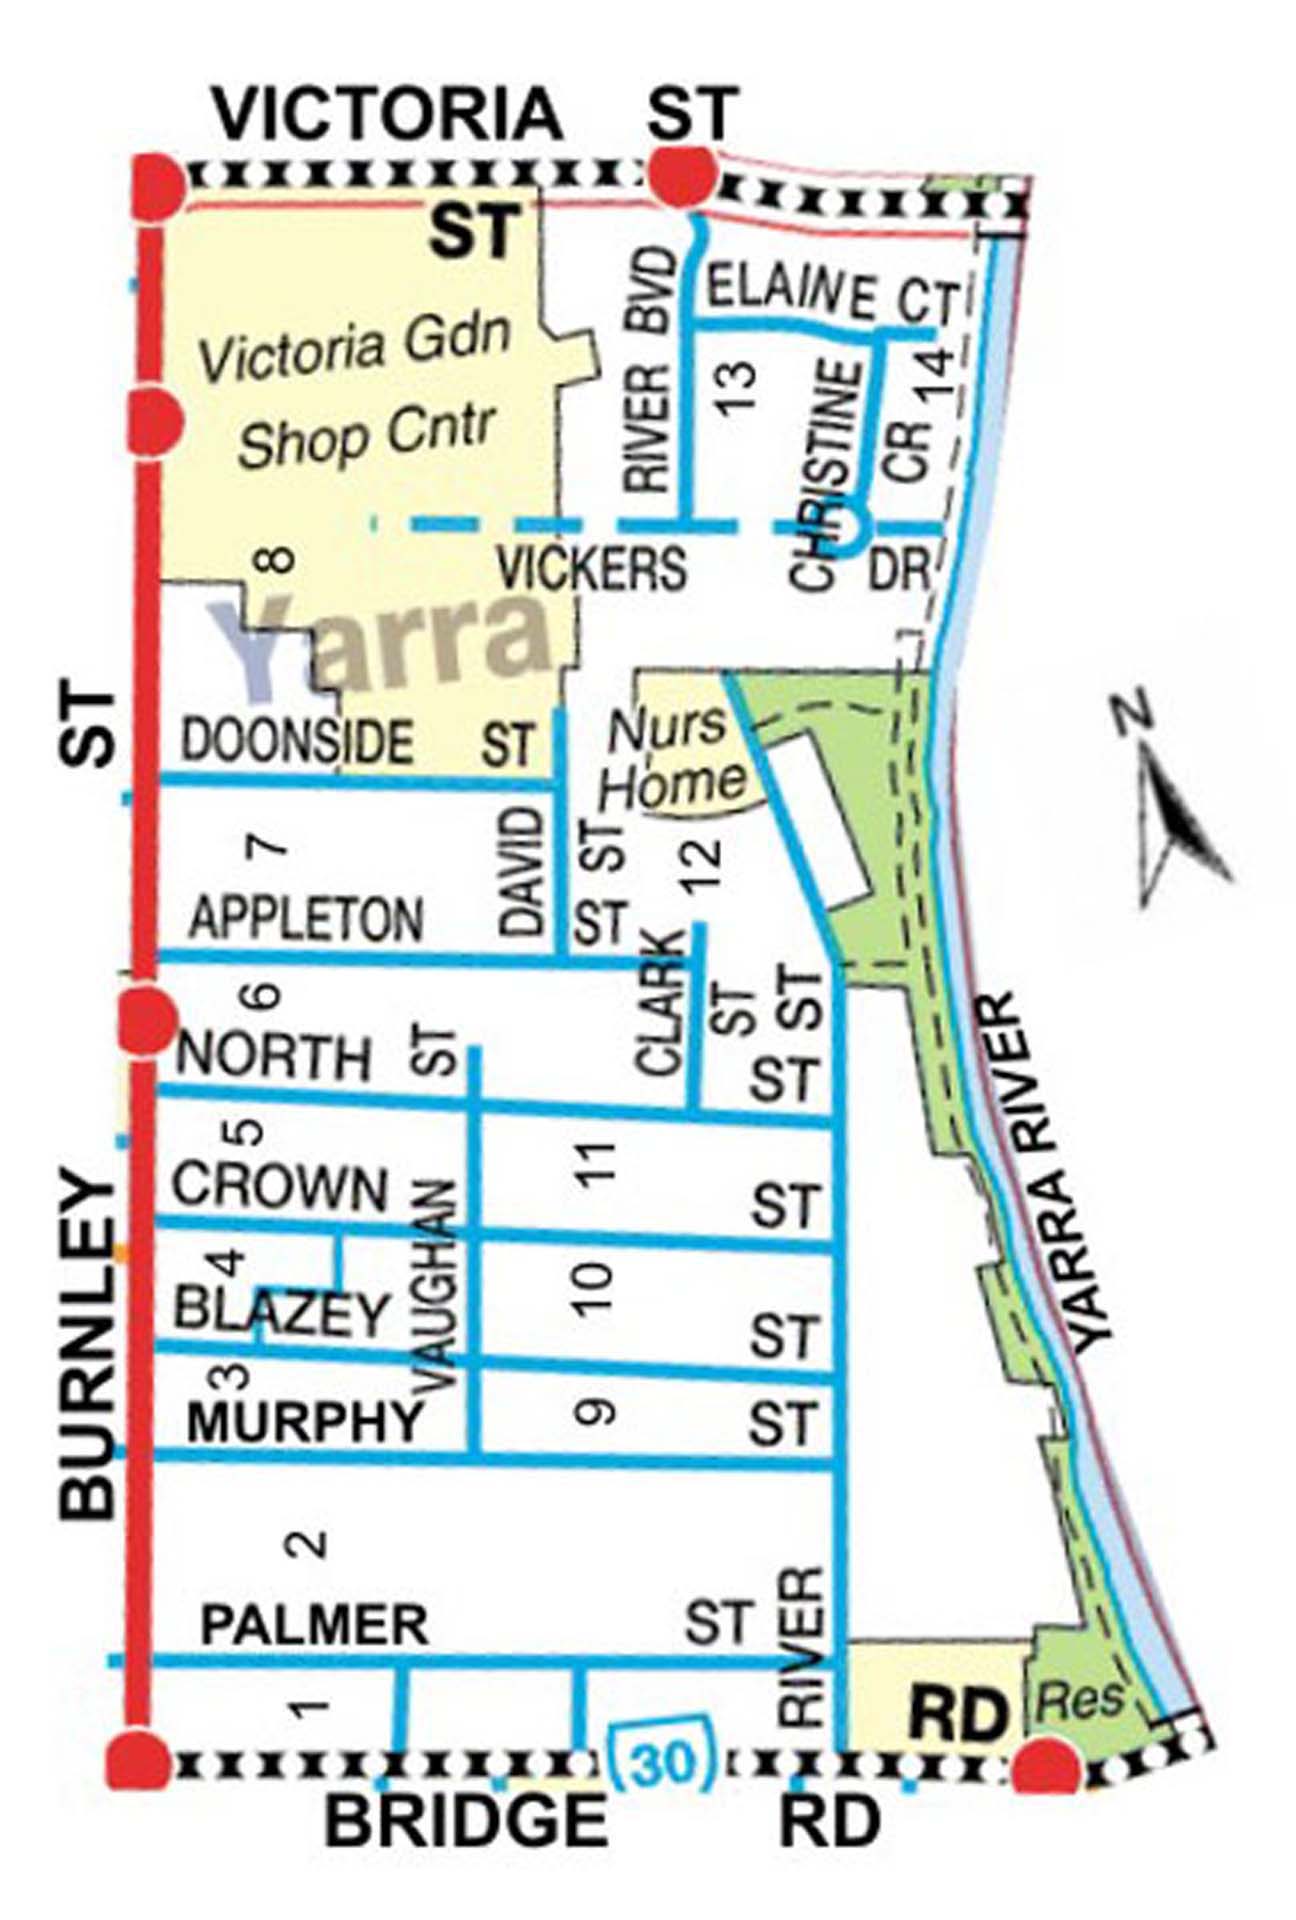 VICTORIA ST
ST
Victoria Gdn
Shop Cntr
RIVER BVD
ELAINE CT
13
CHRISTINE CR
14
8
VICKERS DR
Yarra
DOONSIDE ST
Nurs
Home
7
DAVID ST
12
APPLETON ST
CLARK ST
6
NORTH ST
5
CROWN ST
11
VAUGHAN ST
4
BLAZEY ST
10
3
MURPHY ST
9
2
PALMER ST
RIVER ST
1
RD
Res
30
BRIDGE RD
BURNLEY ST
YARRA RIVER
N